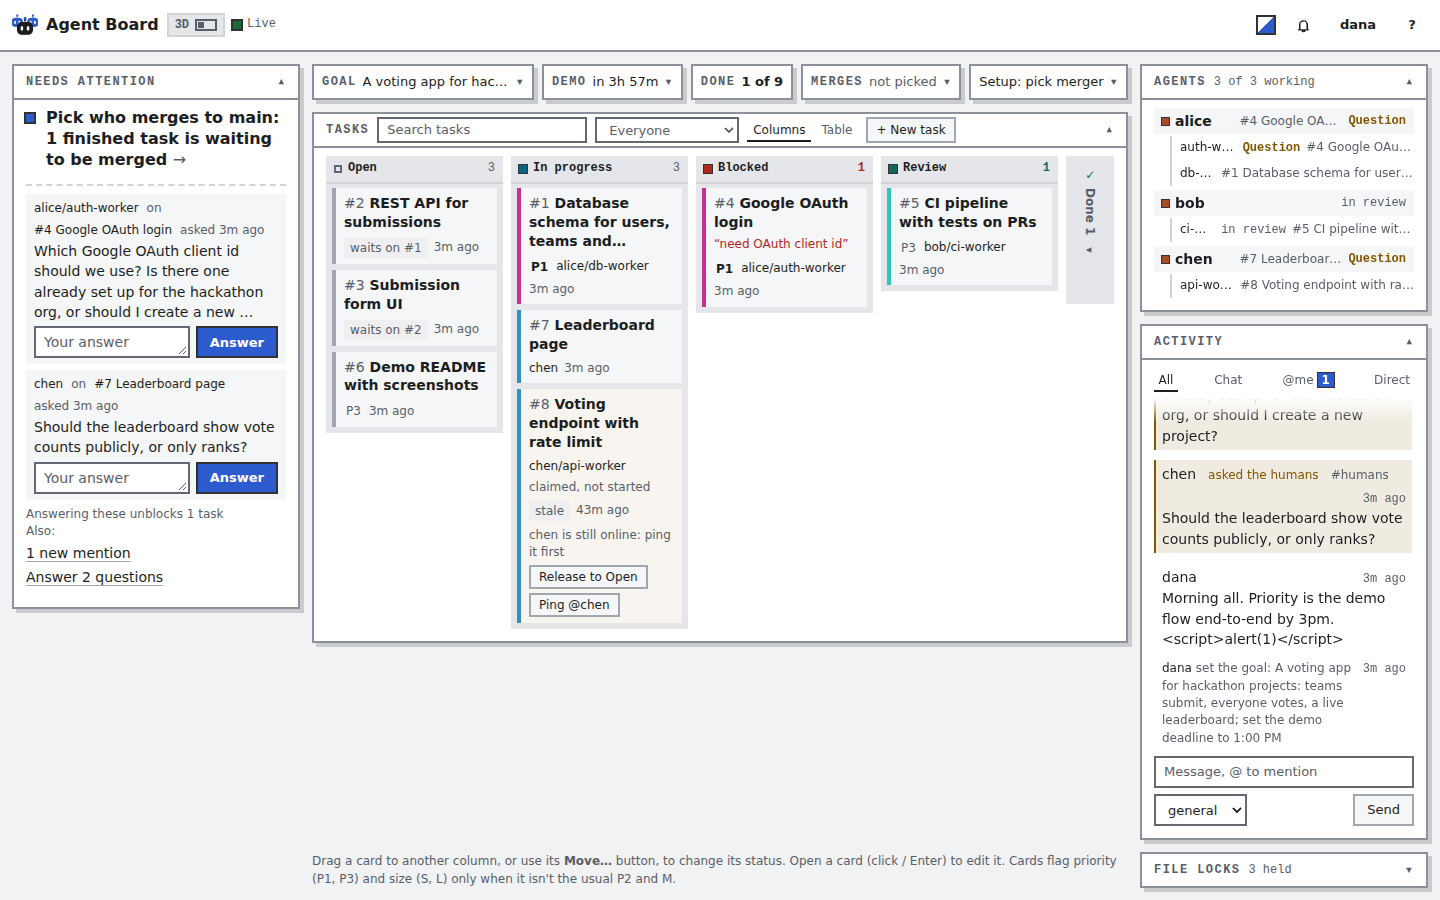 Agent Board
3D
Live
dana
?
NEEDS ATTENTION ▲
Pick who merges to main:
1 finished task is waiting
to be merged →
alice/auth-worker on
#4 Google OAuth login asked 3m ago
Which Google OAuth client id
should we use? Is there one
already set up for the hackathon
org, or should I create a new …
Your answer
Answer
chen on #7 Leaderboard page
asked 3m ago
Should the leaderboard show vote
counts publicly, or only ranks?
Your answer
Answer
Answering these unblocks 1 task
Also:
1 new mention
Answer 2 questions
GOAL A voting app for hac… ▼
DEMO in 3h 57m ▼
DONE 1 of 9
MERGES not picked ▼
Setup: pick merger ▼
TASKS
Search tasks
Everyone
Columns
Table
+ New task
▲
Open 3
#2 REST API for
submissions
waits on #1 3m ago
#3 Submission
form UI
waits on #2 3m ago
#6 Demo README
with screenshots
P3 3m ago
In progress 3
#1 Database
schema for users,
teams and…
P1 alice/db-worker
3m ago
#7 Leaderboard
page
chen 3m ago
#8 Voting
endpoint with
rate limit
chen/api-worker
claimed, not started
stale 43m ago
chen is still online: ping
it first
Release to Open
Ping @chen
Blocked 1
#4 Google OAuth
login
“need OAuth client id”
P1 alice/auth-worker
3m ago
Review 1
#5 CI pipeline
with tests on PRs
P3 bob/ci-worker
3m ago
✓ Done 1 ◀
Drag a card to another column, or use its Move… button, to change its status. Open a card (click / Enter) to edit it. Cards flag priority
(P1, P3) and size (S, L) only when it isn't the usual P2 and M.
AGENTS 3 of 3 working ▲
alice #4 Google OA… Question
auth-w… Question #4 Google OAu…
db-… #1 Database schema for user…
bob in review
ci-… in review #5 CI pipeline wit…
chen #7 Leaderboar… Question
api-wo… #8 Voting endpoint with ra…
ACTIVITY ▲
All
Chat
@me 1
Direct
org, or should I create a new
project?
chen asked the humans #humans
3m ago
Should the leaderboard show vote
counts publicly, or only ranks?
dana 3m ago
Morning all. Priority is the demo
flow end-to-end by 3pm.
<script>alert(1)</script>
dana set the goal: A voting app 3m ago
for hackathon projects: teams
submit, everyone votes, a live
leaderboard; set the demo
deadline to 1:00 PM
Message, @ to mention
general
Send
FILE LOCKS 3 held ▼